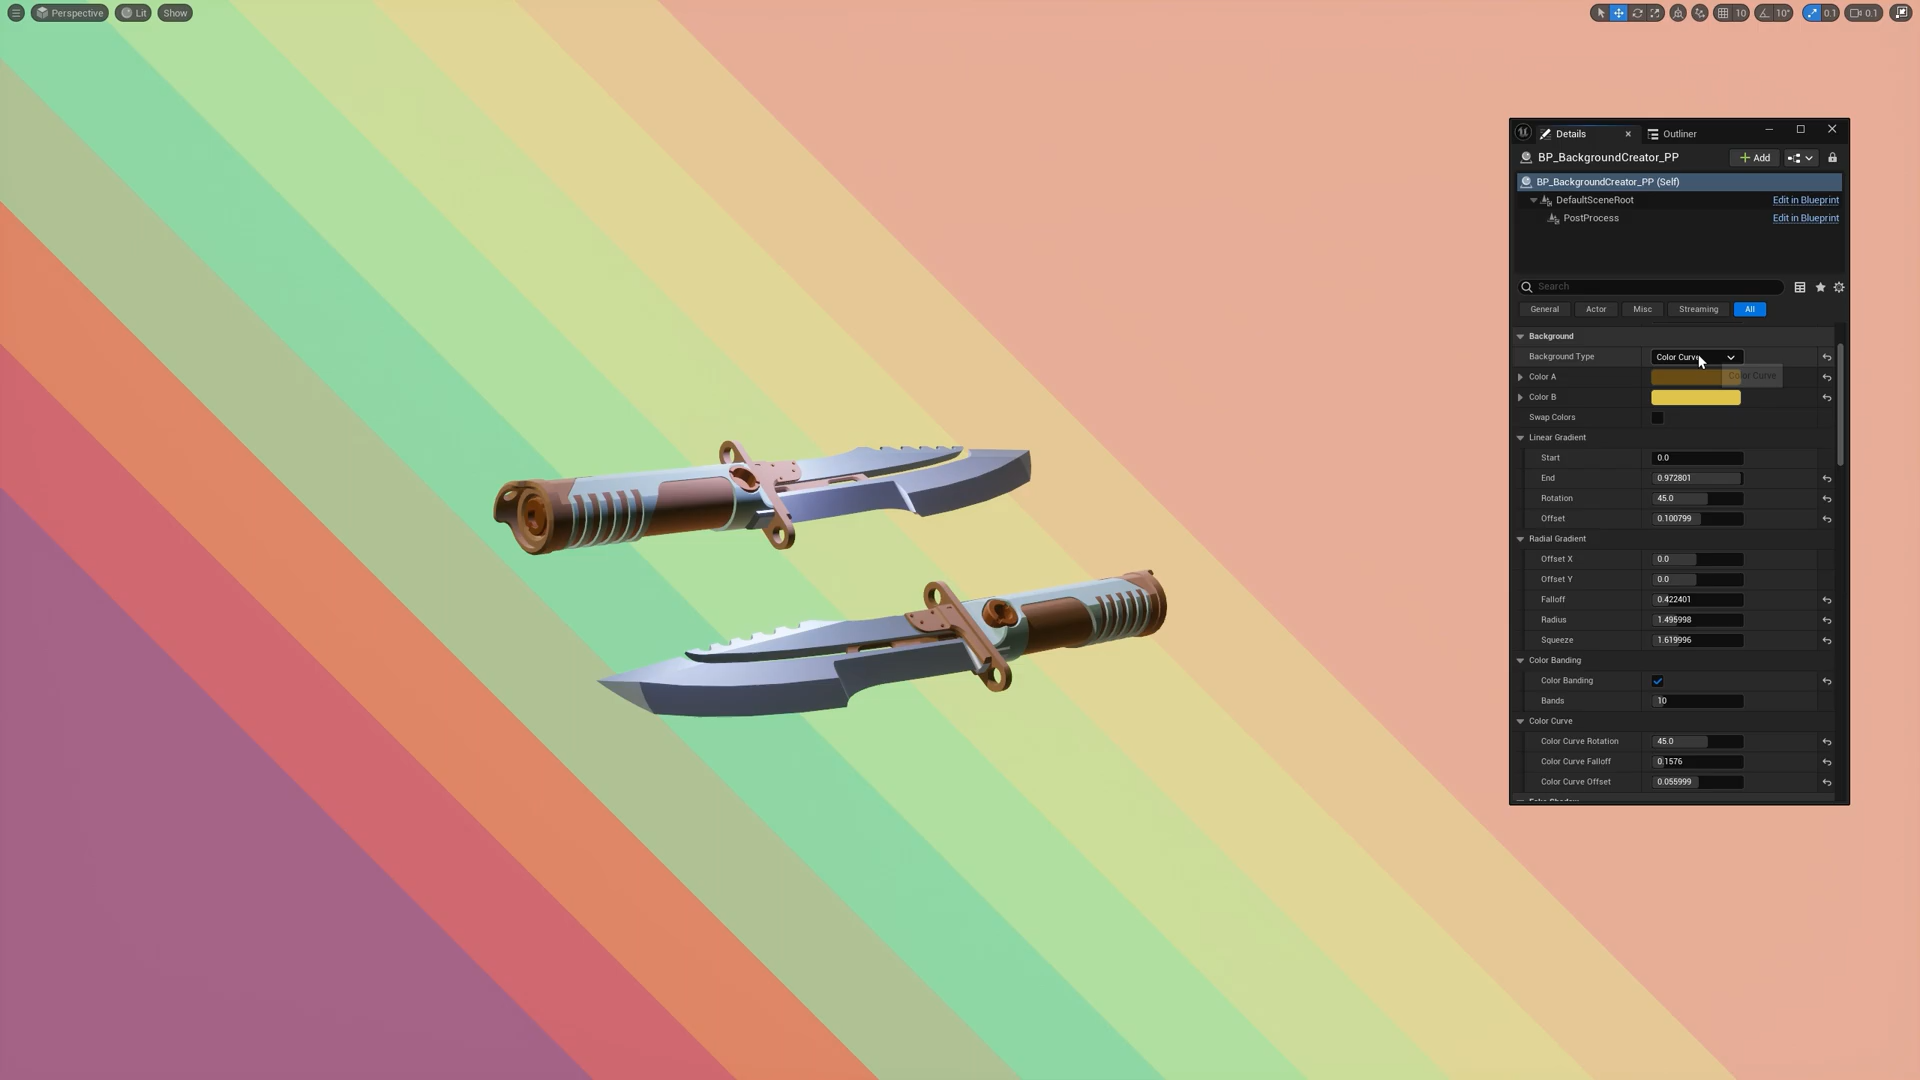 Perspective Lit Show 10 10° 0.1 0.1
Details Outliner
BP_BackgroundCreator_PP Add
BP_BackgroundCreator_PP (Self)
DefaultSceneRoot Edit in Blueprint
PostProcess Edit in Blueprint
Search
General Actor Misc Streaming All
Background
Background Type Color Curve
Color A Color Curve
Color B
Swap Colors
Linear Gradient
Start 0.0
End 0.972801
Rotation 45.0
Offset 0.100799
Radial Gradient
Offset X 0.0
Offset Y 0.0
Falloff 0.422401
Radius 1.495998
Squeeze 1.619996
Color Banding
Color Banding
Bands 10
Color Curve
Color Curve Rotation 45.0
Color Curve Falloff 0.1576
Color Curve Offset 0.055999